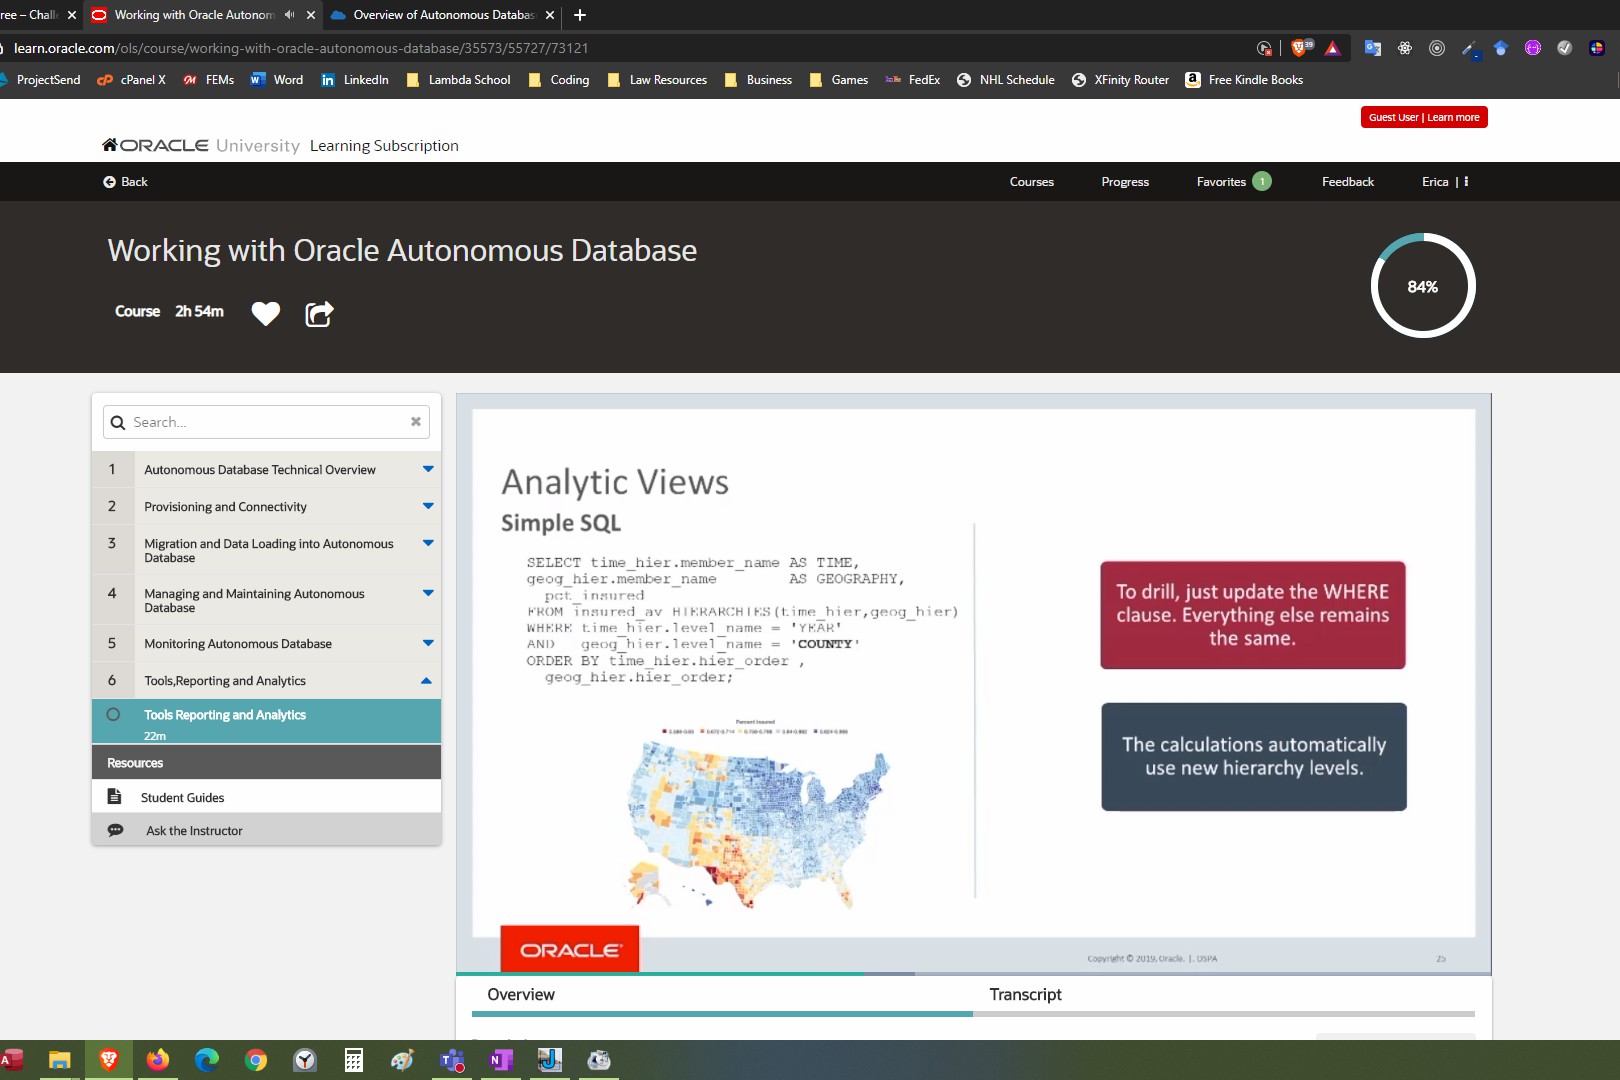 ree – Chall
Working with Oracle Autonom
Overview of Autonomous Databas
learn.oracle.com/ols/course/working-with-oracle-autonomous-database/35573/55727/73121
39
ProjectSend
cPanel X
FEMs
Word
LinkedIn
Lambda School
Coding
Law Resources
Business
Games
FedEx
NHL Schedule
XFinity Router
Free Kindle Books
Guest User | Learn more
ORACLE University Learning Subscription
Back
Courses
Progress
Favorites 1
Feedback
Erica |
Working with Oracle Autonomous Database
Course 2h 54m
84%
Search...
1 Autonomous Database Technical Overview
2 Provisioning and Connectivity
3 Migration and Data Loading into Autonomous
Database
4 Managing and Maintaining Autonomous
Database
5 Monitoring Autonomous Database
6 Tools,Reporting and Analytics
Tools Reporting and Analytics
22m
Resources
Student Guides
Ask the Instructor
Analytic Views
Simple SQL
SELECT time_hier.member_name AS TIME,
geog_hier.member_name AS GEOGRAPHY,
pct_insured
FROM insured_av HIERARCHIES(time_hier,geog_hier)
WHERE time_hier.level_name = 'YEAR'
AND geog_hier.level_name = 'COUNTY'
ORDER BY time_hier.hier_order ,
geog_hier.hier_order;
Percent Insured
To drill, just update the WHERE
clause. Everything else remains
the same.
The calculations automatically
use new hierarchy levels.
ORACLE
Copyright © 2019, Oracle. |. DSPA
25
Overview
Transcript